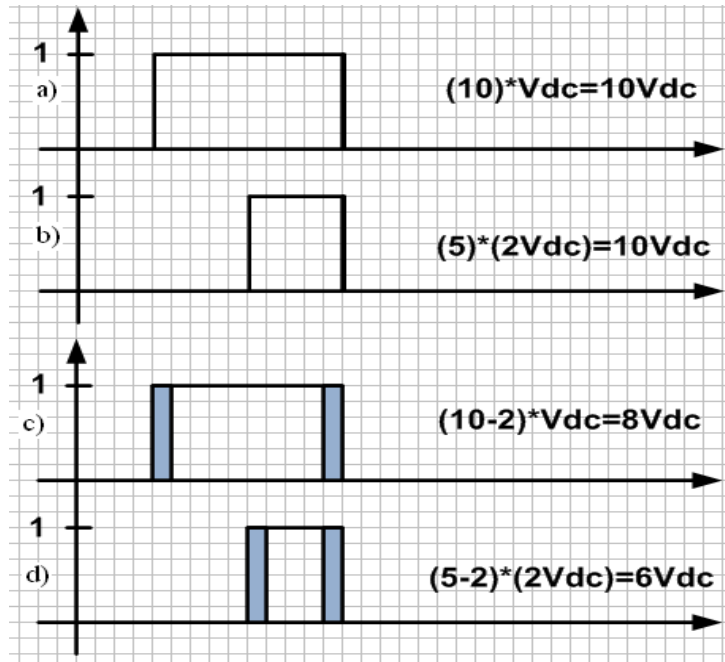 1
a)
(10)*Vdc=10Vdc
1
b)
(5)*(2Vdc)=10Vdc
1
c)
(10-2)*Vdc=8Vdc
1
d)
(5-2)*(2Vdc)=6Vdc